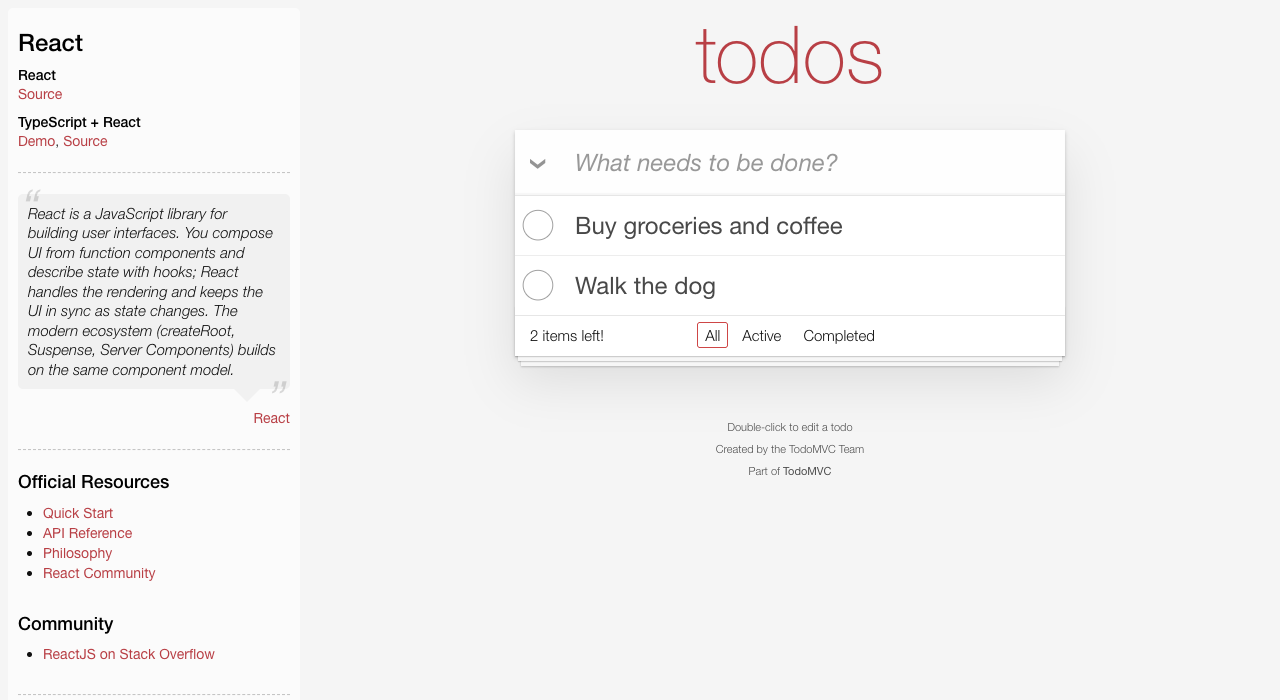 React
React
Source
TypeScript + React
Demo, Source
“
React is a JavaScript library for
building user interfaces. You compose
UI from function components and
describe state with hooks; React
handles the rendering and keeps the
UI in sync as state changes. The
modern ecosystem (createRoot,
Suspense, Server Components) builds
on the same component model.
”
React
Official Resources
Quick Start
API Reference
Philosophy
React Community
Community
ReactJS on Stack Overflow
todos
What needs to be done?
Buy groceries and coffee
Walk the dog
2 items left! All Active Completed
Double-click to edit a todo
Created by the TodoMVC Team
Part of TodoMVC